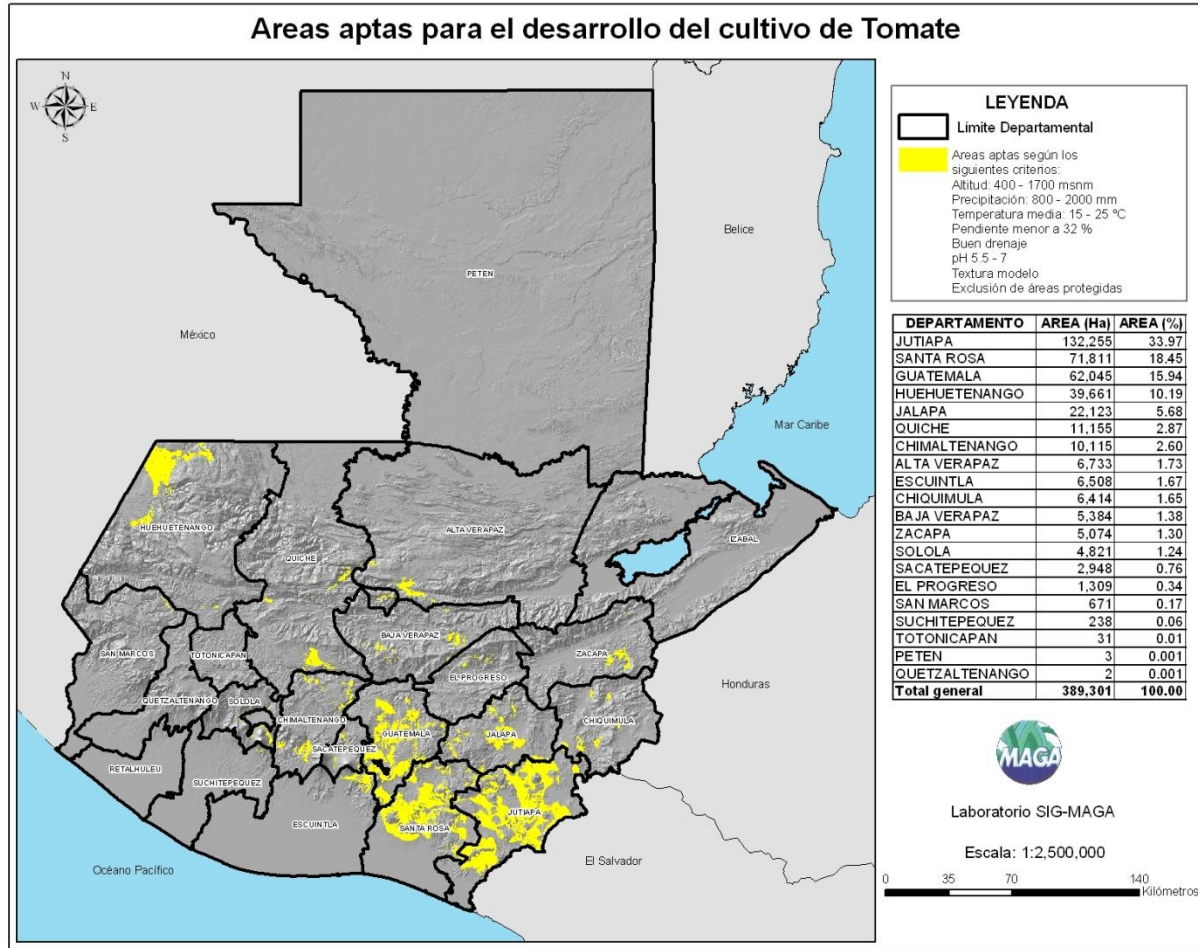 Areas aptas para el desarrollo del cultivo de Tomate
N
W E
S
México
Belice
PETEN
Mar Caribe
HUEHUETENANGO
QUICHE
ALTA VERAPAZ
IZABAL
SAN MARCOS
TOTONICAPAN
BAJA VERAPAZ
EL PROGRESO
ZACAPA
QUETZALTENANGO
SOLOLA
CHIMALTENANGO
GUATEMALA
JALAPA
CHIQUIMULA
Honduras
SACATEPEQUEZ
RETALHULEU
SUCHITEPEQUEZ
ESCUINTLA
SANTA ROSA
JUTIAPA
El Salvador
Océano Pacífico
LEYENDA
Límite Departamental
Areas aptas según los
siguientes criterios:
Altitud: 400 - 1700 msnm
Precipitación: 800 - 2000 mm
Temperatura media: 15 - 25 ºC
Pendiente menor a 32 %
Buen drenaje
pH 5.5 - 7
Textura modelo
Exclusión de áreas protegidas
DEPARTAMENTO AREA (Ha) AREA (%)
JUTIAPA 132,255 33.97
SANTA ROSA 71,811 18.45
GUATEMALA 62,045 15.94
HUEHUETENANGO 39,661 10.19
JALAPA 22,123 5.68
QUICHE 11,155 2.87
CHIMALTENANGO 10,115 2.60
ALTA VERAPAZ 6,733 1.73
ESCUINTLA 6,508 1.67
CHIQUIMULA 6,414 1.65
BAJA VERAPAZ 5,384 1.38
ZACAPA 5,074 1.30
SOLOLA 4,821 1.24
SACATEPEQUEZ 2,948 0.76
EL PROGRESO 1,309 0.34
SAN MARCOS 671 0.17
SUCHITEPEQUEZ 238 0.06
TOTONICAPAN 31 0.01
PETEN 3 0.001
QUETZALTENANGO 2 0.001
Total general 389,301 100.00
MAGA
Laboratorio SIG-MAGA
Escala: 1:2,500,000
0 35 70 140
Kilómetros